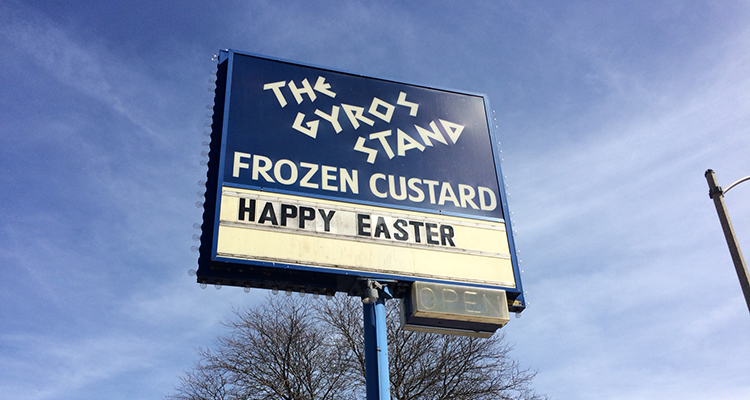 THE
GYROS
STAND
FROZEN CUSTARD
HAPPY EASTER
OPEN